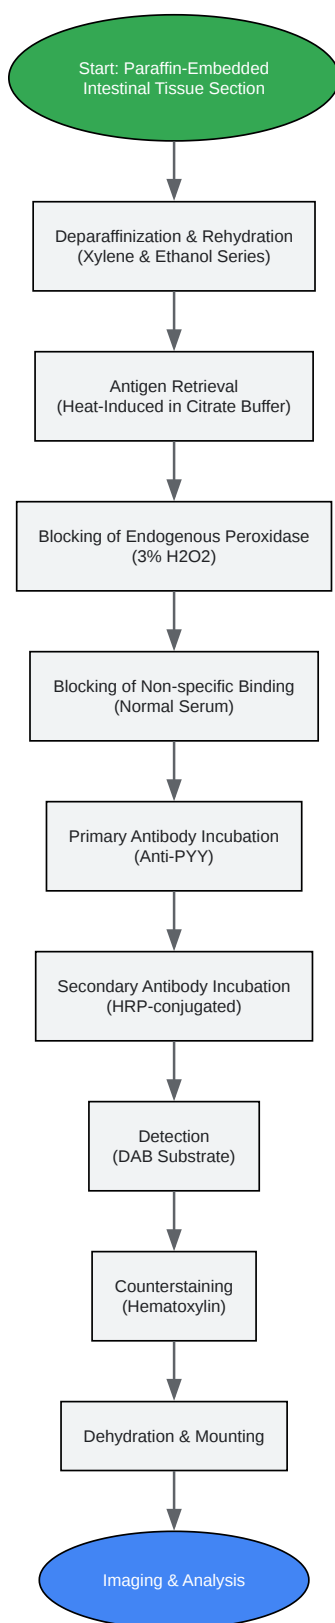 Start: Paraffin-Embedded
Intestinal Tissue Section
Deparaffinization & Rehydration
(Xylene & Ethanol Series)
Antigen Retrieval
(Heat-Induced in Citrate Buffer)
Blocking of Endogenous Peroxidase
(3% H2O2)
Blocking of Non-specific Binding
(Normal Serum)
Primary Antibody Incubation
(Anti-PYY)
Secondary Antibody Incubation
(HRP-conjugated)
Detection
(DAB Substrate)
Counterstaining
(Hematoxylin)
Dehydration & Mounting
Imaging & Analysis